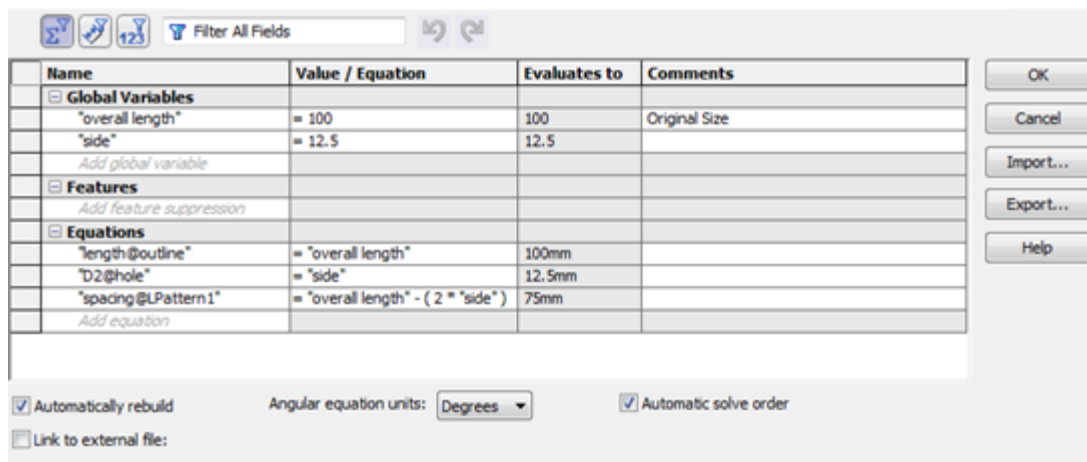 Filter All Fields
Name Value / Equation Evaluates to Comments
Global Variables
"overall length" = 100 100 Original Size
"side" = 12.5 12.5
Add global variable
Features
Add feature suppression
Equations
"length@outline" = "overall length" 100mm
"D2@hole" = "side" 12.5mm
"spacing@LPattern1" = "overall length" - ( 2 * "side" ) 75mm
Add equation
OK
Cancel
Import...
Export...
Help
Automatically rebuild Angular equation units: Degrees Automatic solve order
Link to external file: